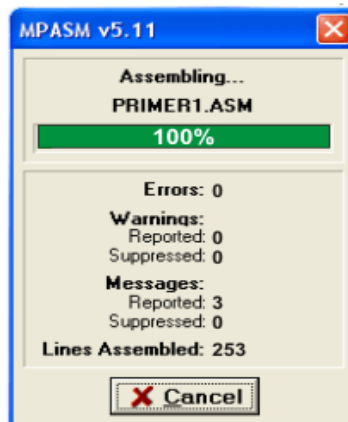 MPASM v5.11
Assembling...
PRIMER1.ASM
100%
Errors: 0
Warnings:
Reported: 0
Suppressed: 0
Messages:
Reported: 3
Suppressed: 0
Lines Assembled: 253
Cancel